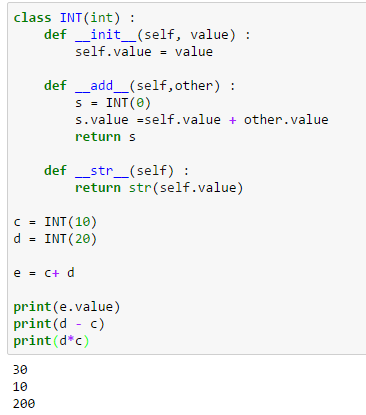 class INT(int) :
    def __init__(self, value) :
        self.value = value

    def __add__(self,other) :
        s = INT(0)
        s.value =self.value + other.value
        return s

    def __str__(self) :
        return str(self.value)

c = INT(10)
d = INT(20)

e = c+ d

print(e.value)
print(d - c)
print(d*c)
30
10
200